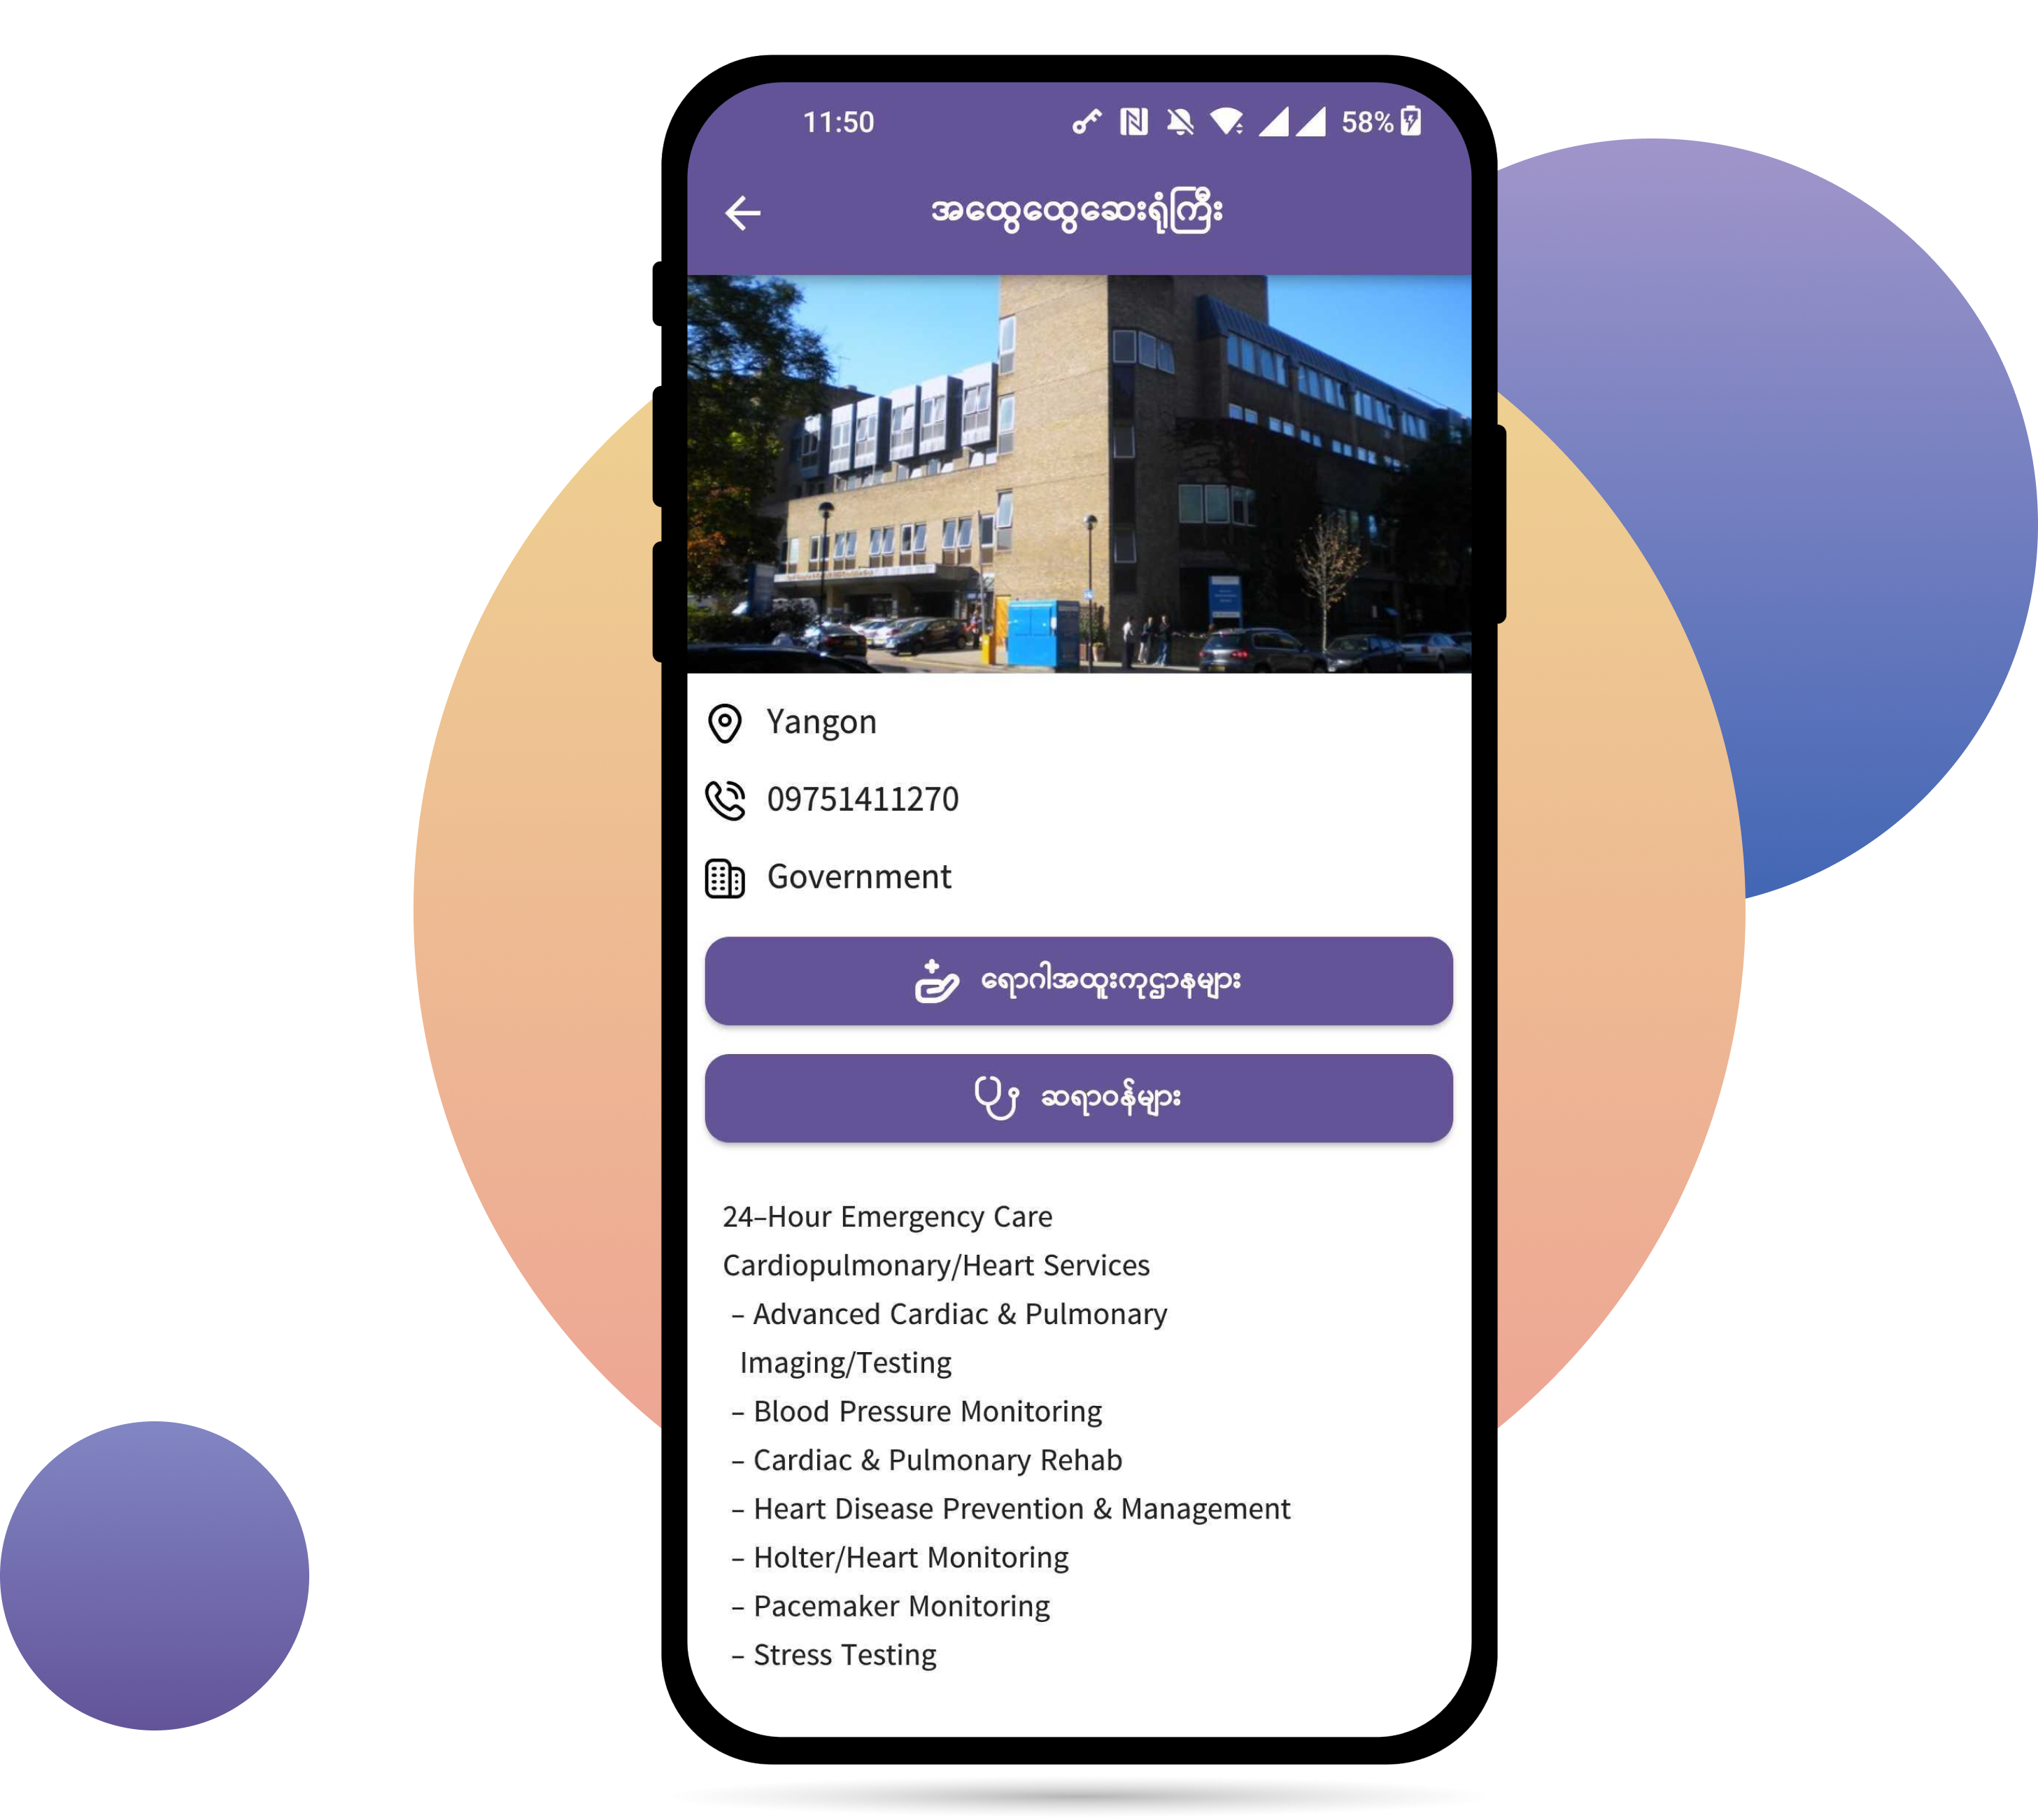 11:50
58%
အထွေထွေဆေးရုံကြီး
Yangon
09751411270
Government
ရောဂါအထူးကုဌာနများ
ဆရာဝန်များ
24-Hour Emergency Care
Cardiopulmonary/Heart Services
- Advanced Cardiac & Pulmonary
Imaging/Testing
- Blood Pressure Monitoring
- Cardiac & Pulmonary Rehab
- Heart Disease Prevention & Management
- Holter/Heart Monitoring
- Pacemaker Monitoring
- Stress Testing